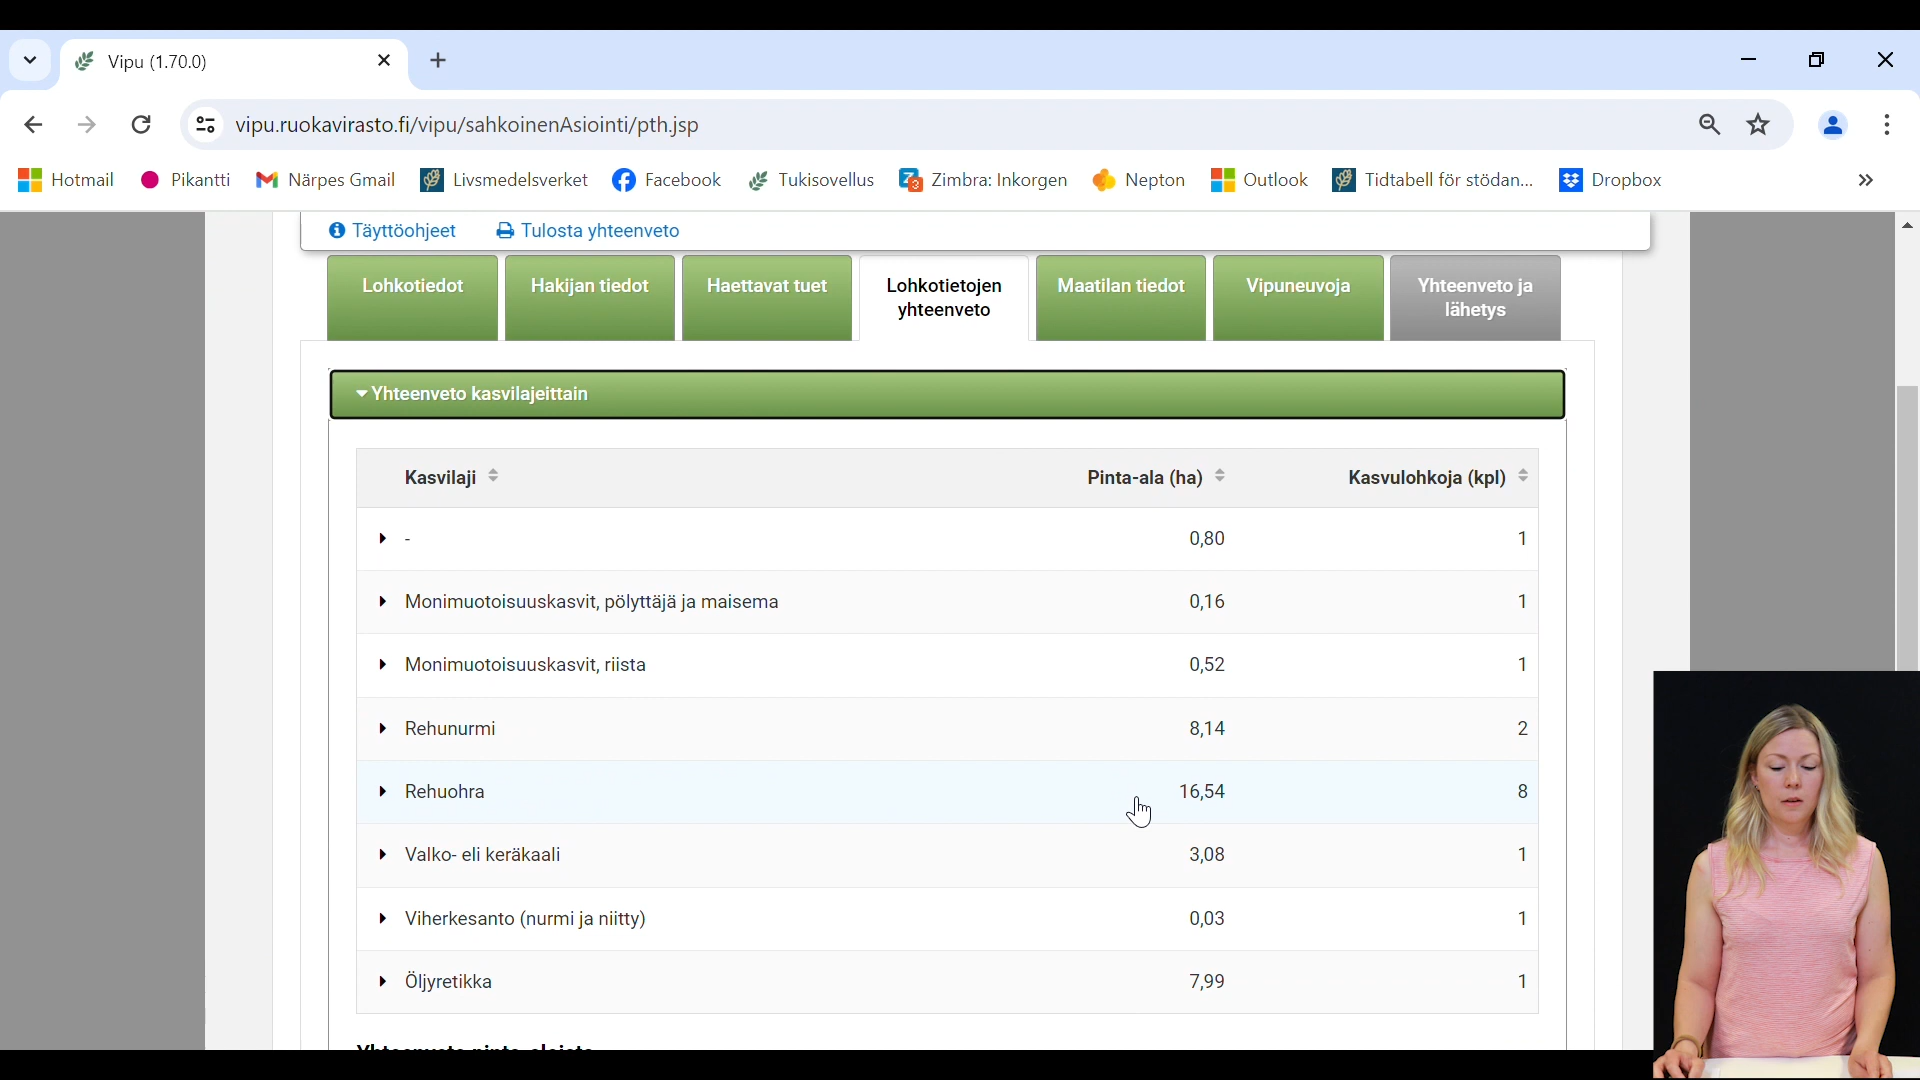 Vipu (1.70.0)
vipu.ruokavirasto.fi/vipu/sahkoinenAsiointi/pth.jsp
Hotmail Pikantti Närpes Gmail Livsmedelsverket Facebook Tukisovellus Zimbra: Inkorgen Nepton Outlook Tidtabell för stödan... Dropbox
Täyttöohjeet Tulosta yhteenveto
Lohkotiedot Hakijan tiedot Haettavat tuet Lohkotietojen yhteenveto Maatilan tiedot Vipuneuvoja Yhteenveto ja lähetys
Yhteenveto kasvilajeittain
Kasvilaji Pinta-ala (ha) Kasvulohkoja (kpl)
- 0,80 1
Monimuotoisuuskasvit, pölyttäjä ja maisema 0,16 1
Monimuotoisuuskasvit, riista 0,52 1
Rehunurmi 8,14 2
Rehuohra 16,54 8
Valko- eli keräkaali 3,08 1
Viherkesanto (nurmi ja niitty) 0,03 1
Öljyretikka 7,99 1